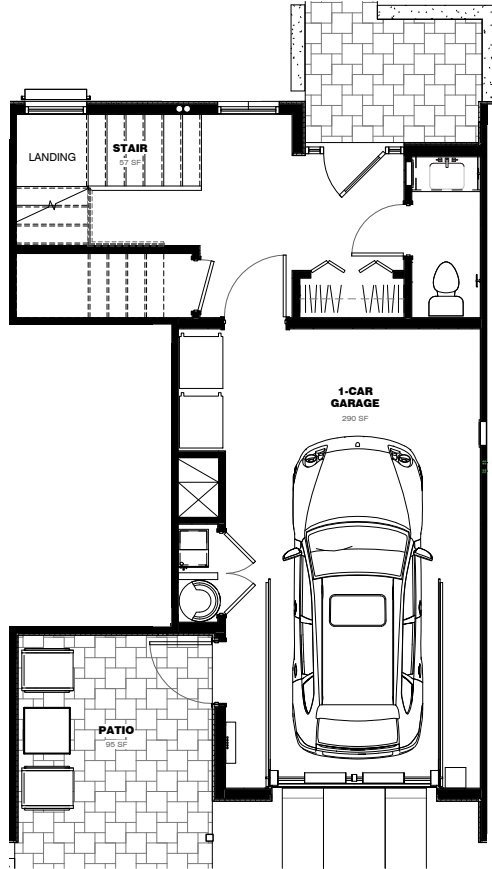 LANDING
STAIR
57 SF
1-CAR
GARAGE
290 SF
PATIO
95 SF